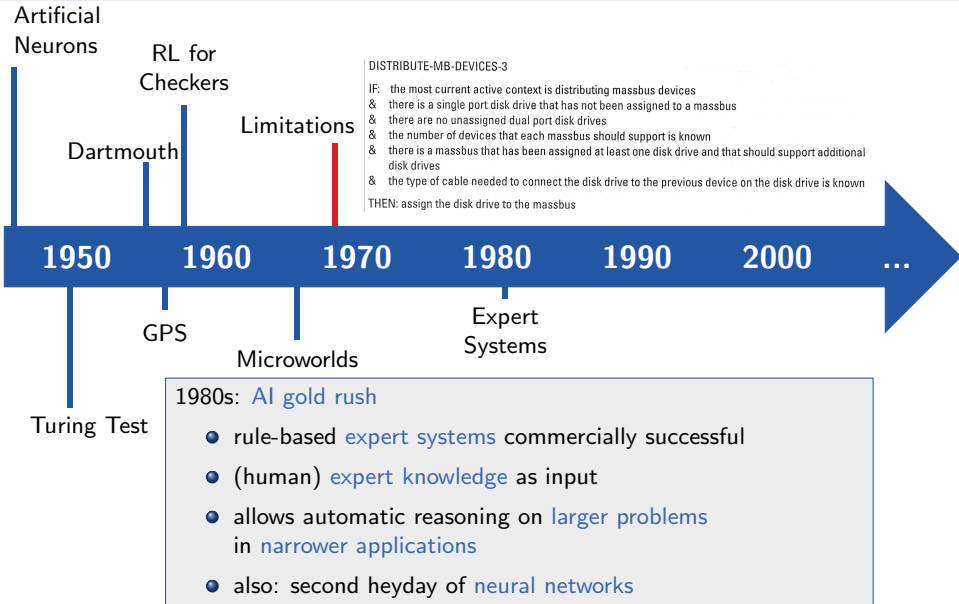 Artificial
Neurons
RL for
Checkers
Dartmouth
Limitations
DISTRIBUTE-MB-DEVICES-3
IF: the most current active context is distributing massbus devices
& there is a single port disk drive that has not been assigned to a massbus
& there are no unassigned dual port disk drives
& the number of devices that each massbus should support is known
& there is a massbus that has been assigned at least one disk drive and that should support additional
disk drives
& the type of cable needed to connect the disk drive to the previous device on the disk drive is known
THEN: assign the disk drive to the massbus
1950 1960 1970 1980 1990 2000 ...
GPS
Microworlds
Expert
Systems
Turing Test
1980s: AI gold rush
rule-based expert systems commercially successful
(human) expert knowledge as input
allows automatic reasoning on larger problems
in narrower applications
also: second heyday of neural networks